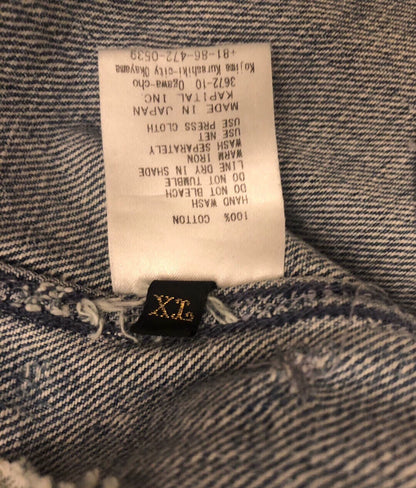 100% COTTON
HAND WASH
DO NOT BLEACH
DO NOT TUMBLE
LINE DRY IN SHADE
WARM IRON
WASH SEPARATELY
USE NET
USE PRESS CLOTH
MADE IN JAPAN
KAPITAL INC
3672-10 Ogawa-cho
Kojima Kurashiki-city Okayama
+81-86-472-0539
XL